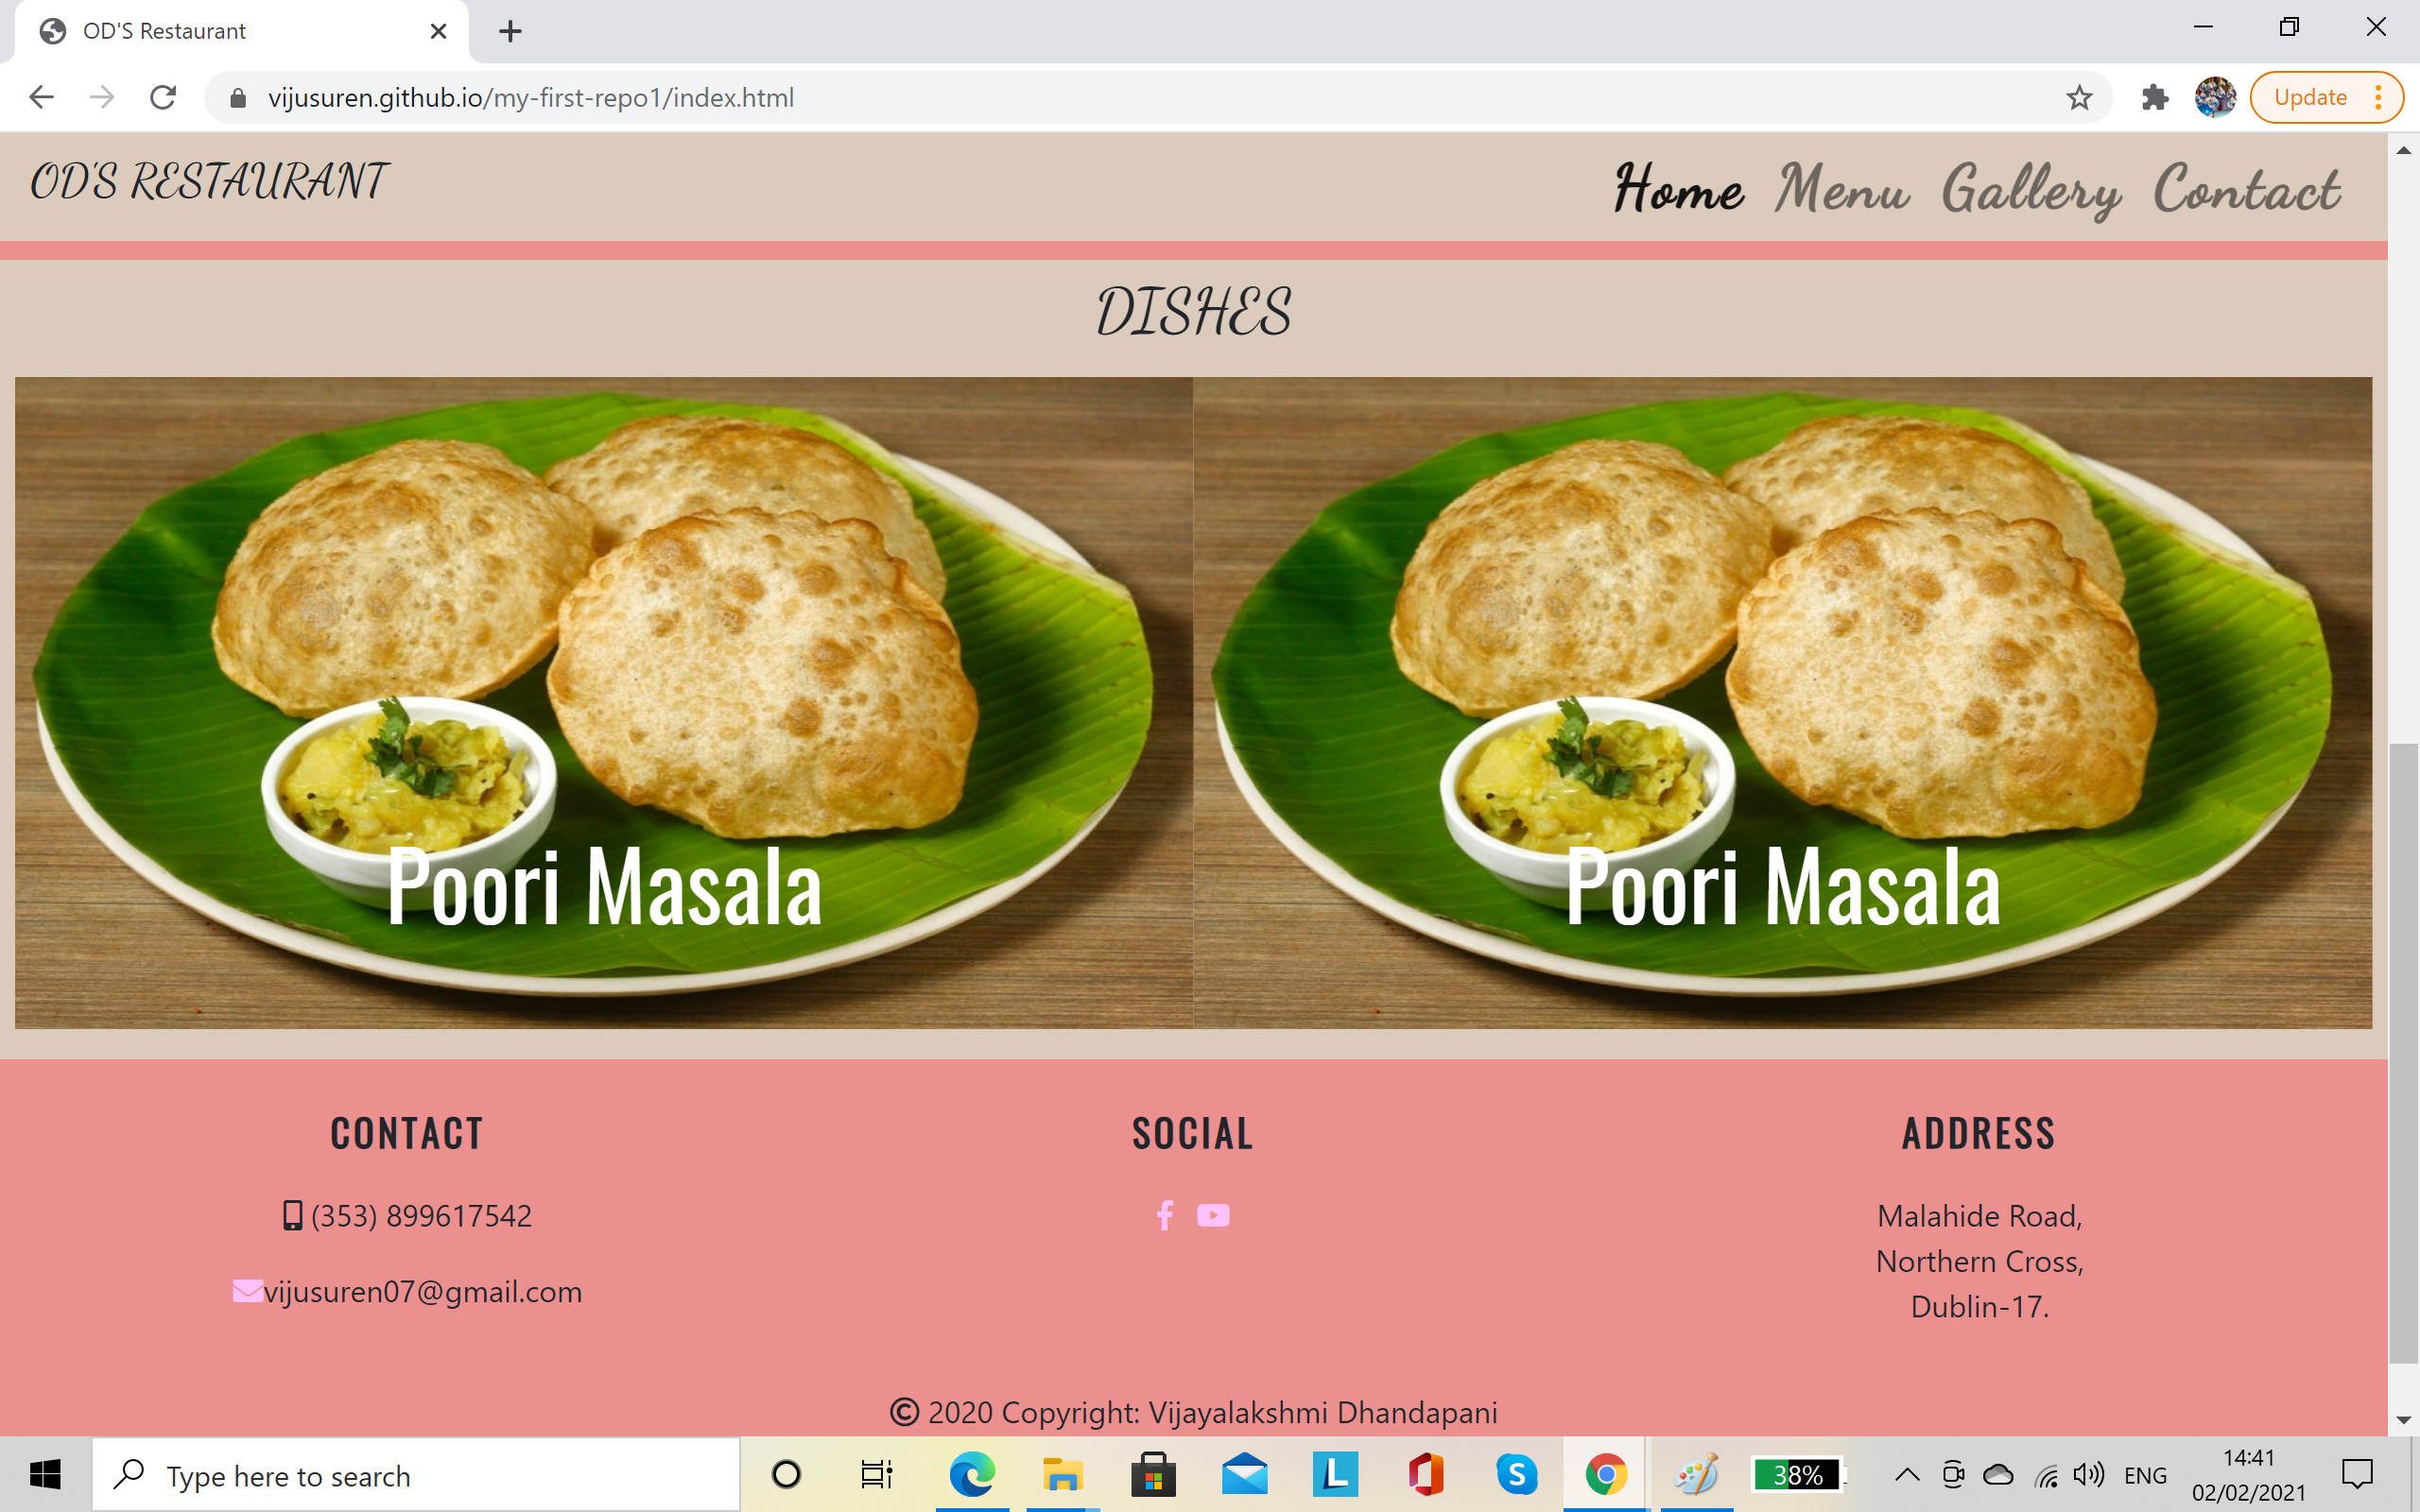 OD'S Restaurant
vijusuren.github.io/my-first-repo1/index.html
Update
OD'S RESTAURANT
Home Menu Gallery Contact
DISHES
Poori Masala
Poori Masala
CONTACT
(353) 899617542
vijusuren07@gmail.com
SOCIAL
ADDRESS
Malahide Road,
Northern Cross,
Dublin-17.
© 2020 Copyright: Vijayalakshmi Dhandapani
Type here to search
L
S
38%
ENG
14:41
02/02/2021